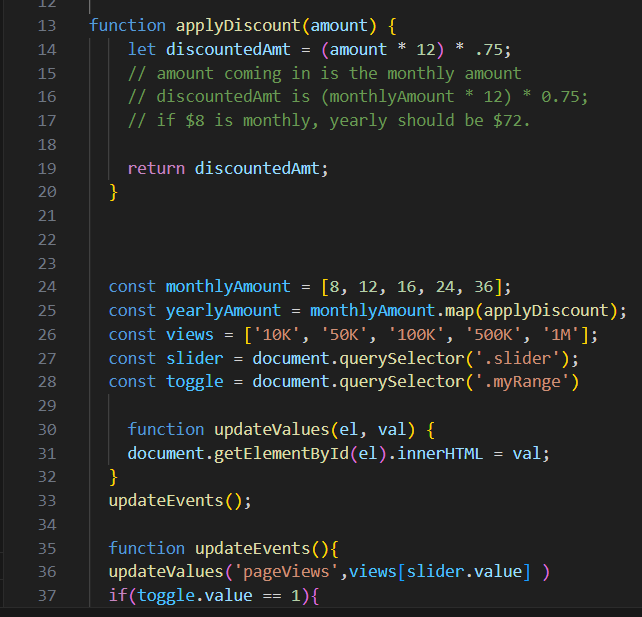 12
13 function applyDiscount(amount) {
14 let discountedAmt = (amount * 12) * .75;
15 // amount coming in is the monthly amount
16 // discountedAmt is (monthlyAmount * 12) * 0.75;
17 // if $8 is monthly, yearly should be $72.
18
19 return discountedAmt;
20 }
21
22
23
24 const monthlyAmount = [8, 12, 16, 24, 36];
25 const yearlyAmount = monthlyAmount.map(applyDiscount);
26 const views = ['10K', '50K', '100K', '500K', '1M'];
27 const slider = document.querySelector('.slider');
28 const toggle = document.querySelector('.myRange')
29
30 function updateValues(el, val) {
31 document.getElementById(el).innerHTML = val;
32 }
33 updateEvents();
34
35 function updateEvents(){
36 updateValues('pageViews',views[slider.value] )
37 if(toggle.value == 1){